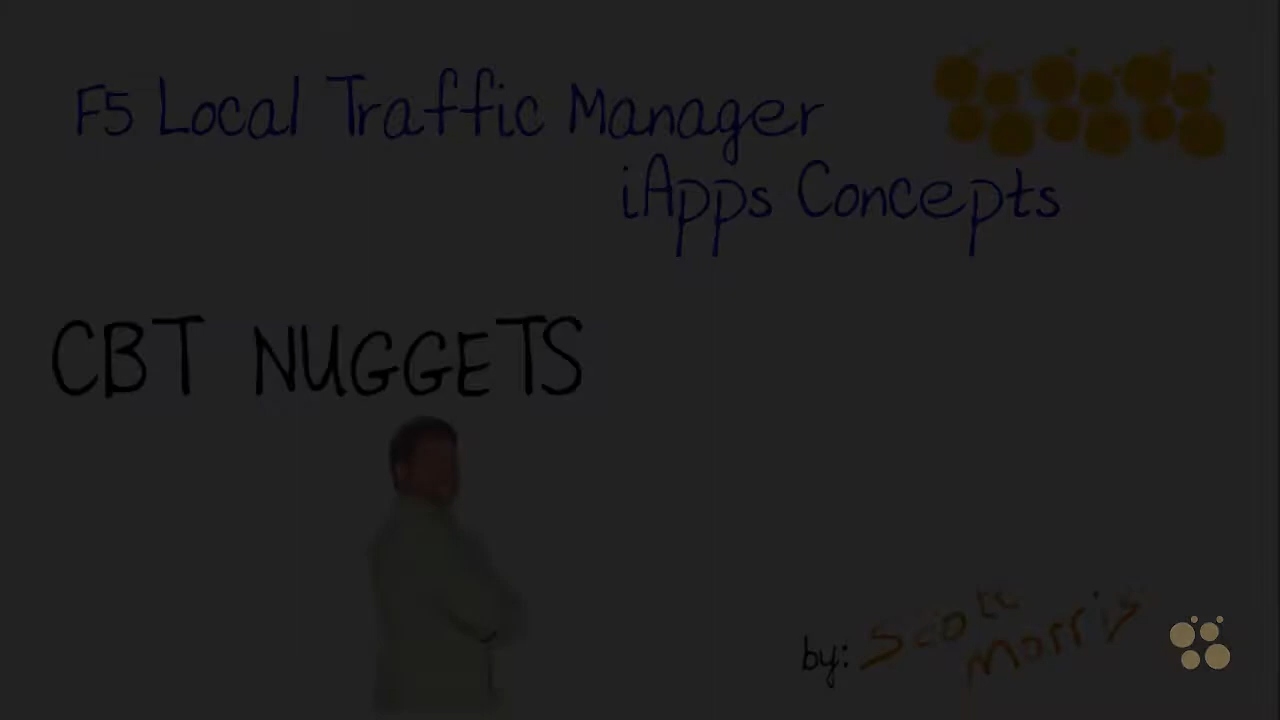 F5 Local Traffic Manager
iApps Concepts
CBT NUGGETS
by: Scott Morris